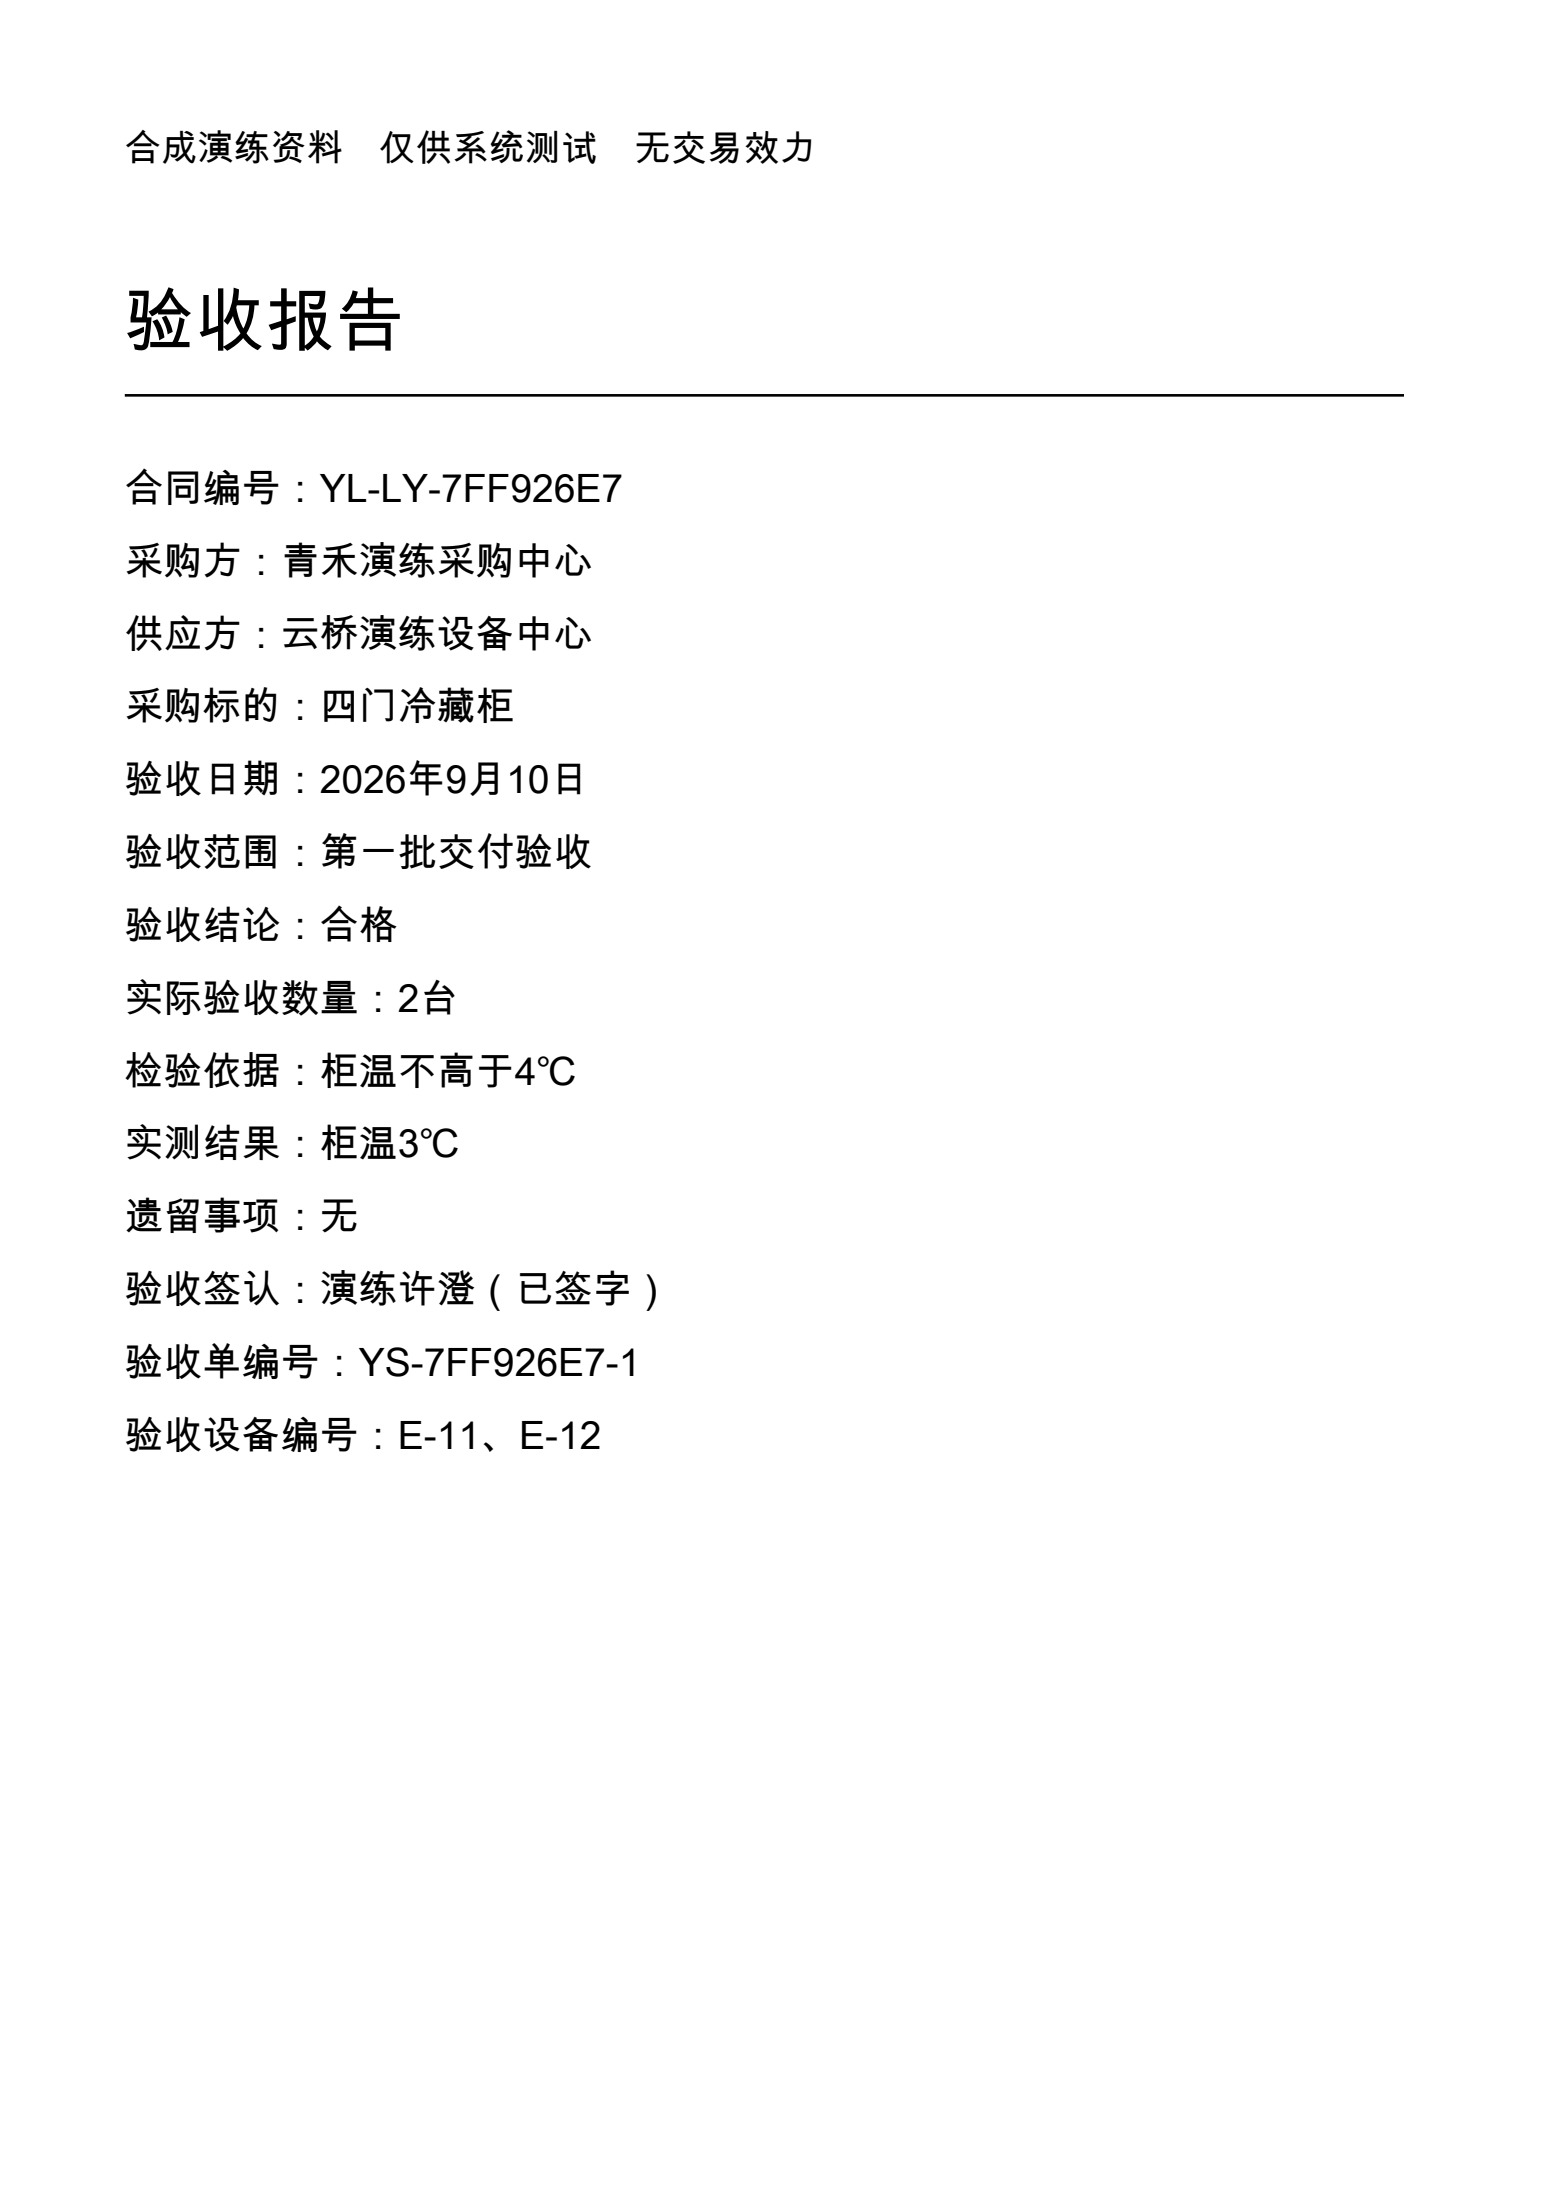 合成演练资料　仅供系统测试　无交易效力
验收报告
合同编号：YL-LY-7FF926E7
采购方：青禾演练采购中心
供应方：云桥演练设备中心
采购标的：四门冷藏柜
验收日期：2026年9月10日
验收范围：第一批交付验收
验收结论：合格
实际验收数量：2台
检验依据：柜温不高于4℃
实测结果：柜温3℃
遗留事项：无
验收签认：演练许澄（已签字）
验收单编号：YS-7FF926E7-1
验收设备编号：E-11、E-12